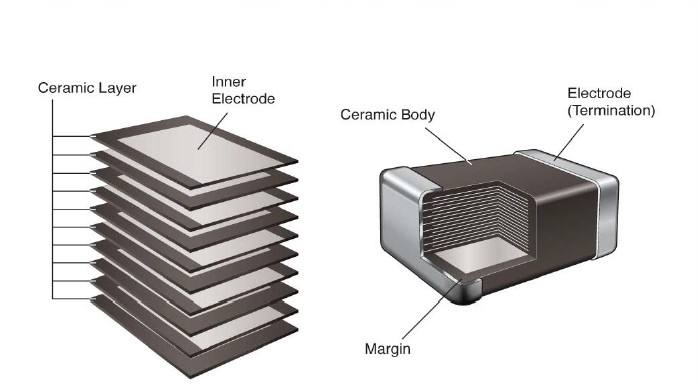 Ceramic Layer
Inner
Electrode
Ceramic Body
Electrode
(Termination)
Margin